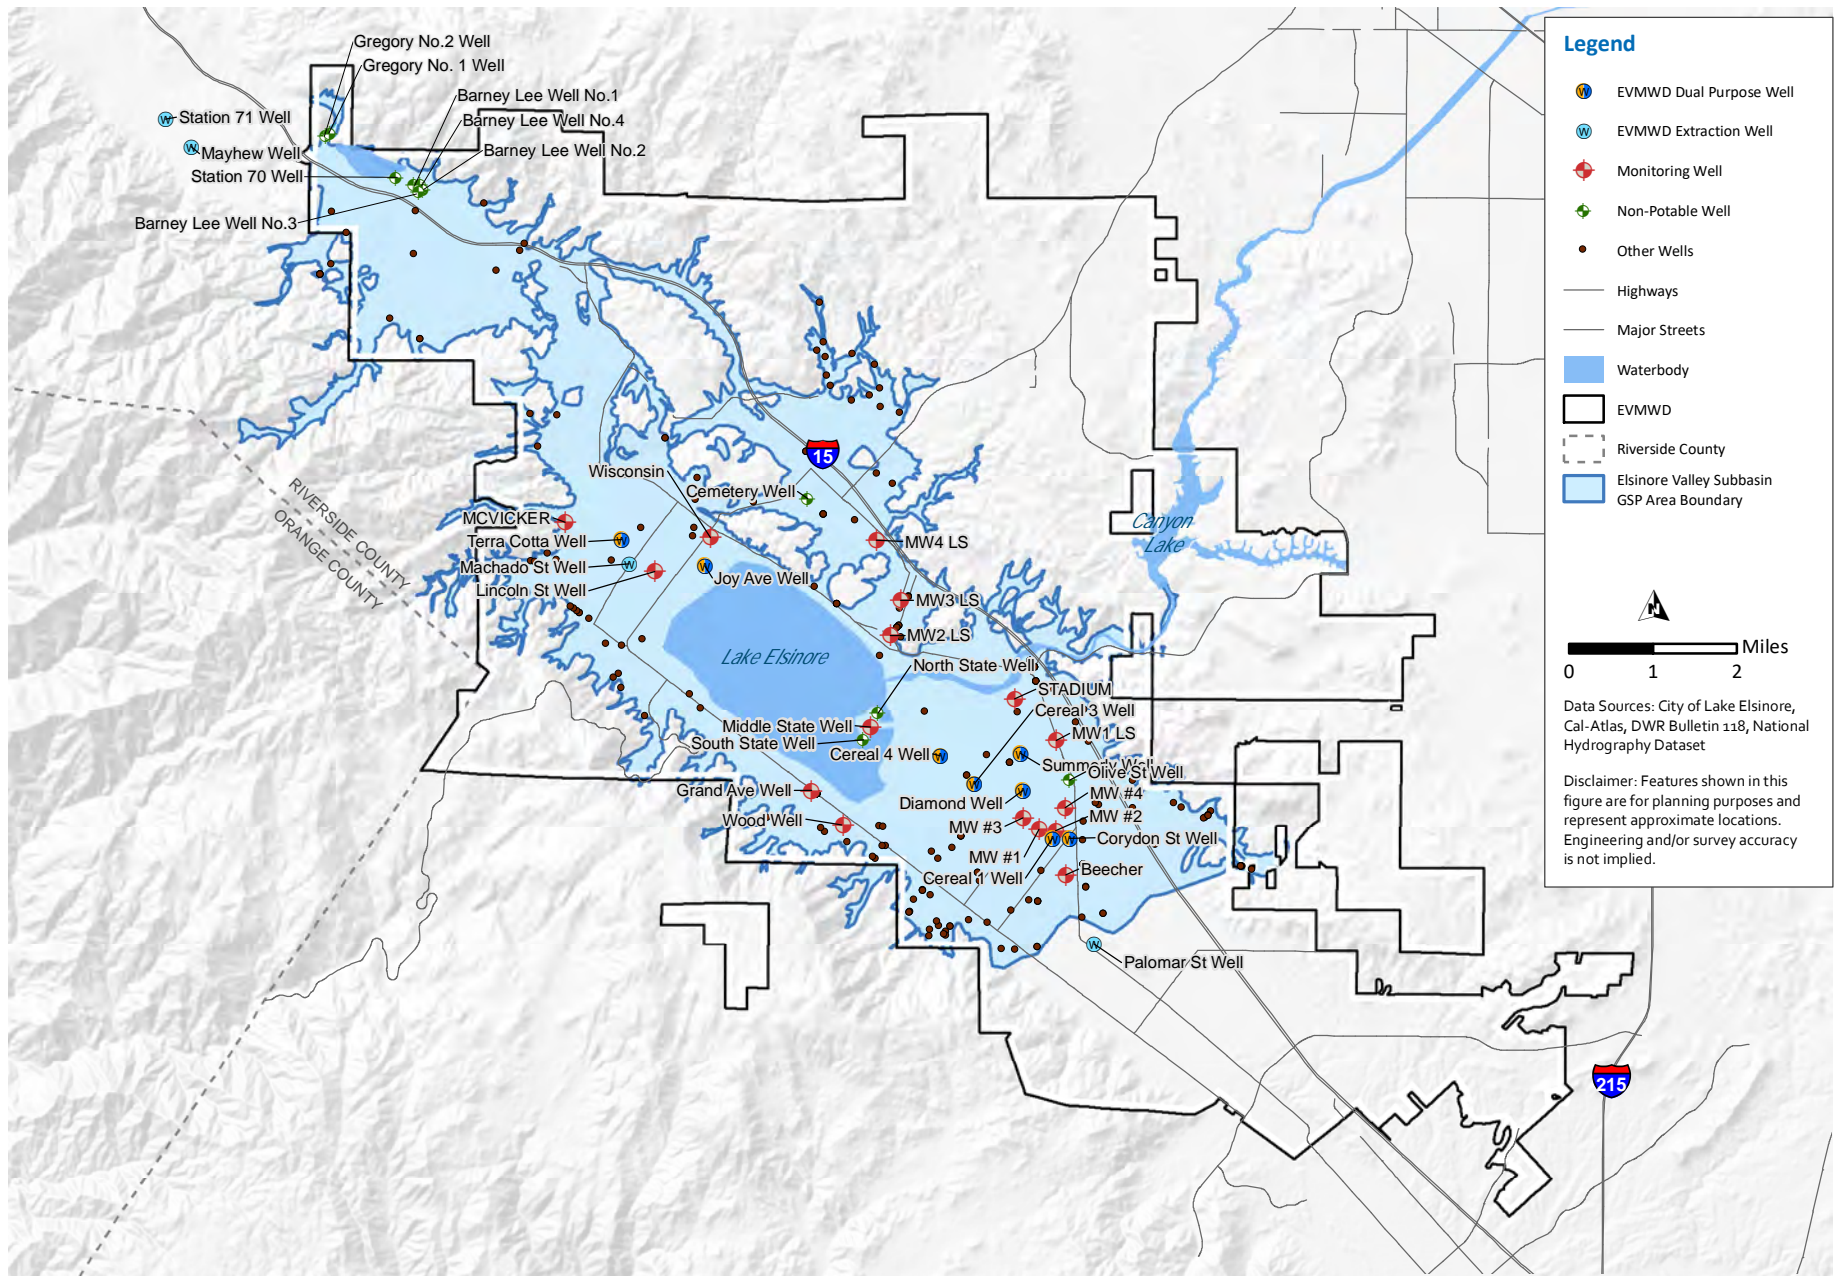 Gregory No.2 Well
Gregory No. 1 Well
Barney Lee Well No.1
Station 71 Well
Barney Lee Well No.4
Mayhew Well
Barney Lee Well No.2
Station 70 Well
Barney Lee Well No.3
15
Wisconsin
Cemetery Well
RIVERSIDE COUNTY
ORANGE COUNTY
MCVICKER
Terra Cotta Well
MW4 LS
Machado St Well
Joy Ave Well
Lincoln St Well
MW3 LS
MW2 LS
Canyon
Lake
Lake Elsinore
North State Well
STADIUM
Cereal 3 Well
Middle State Well
MW1 LS
South State Well
Cereal 4 Well
Olive St Well
Grand Ave Well
Diamond Well
MW #4
Wood Well
MW #3
MW #2
Corydon St Well
MW #1
Cereal 1 Well
Beecher
Palomar St Well
215
Legend
W EVMWD Dual Purpose Well
W EVMWD Extraction Well
Monitoring Well
Non-Potable Well
Other Wells
Highways
Major Streets
Waterbody
EVMWD
Riverside County
Elsinore Valley Subbasin
GSP Area Boundary
N
Miles
0 1 2
Data Sources: City of Lake Elsinore,
Cal-Atlas, DWR Bulletin 118, National
Hydrography Dataset
Disclaimer: Features shown in this
figure are for planning purposes and
represent approximate locations.
Engineering and/or survey accuracy
is not implied.